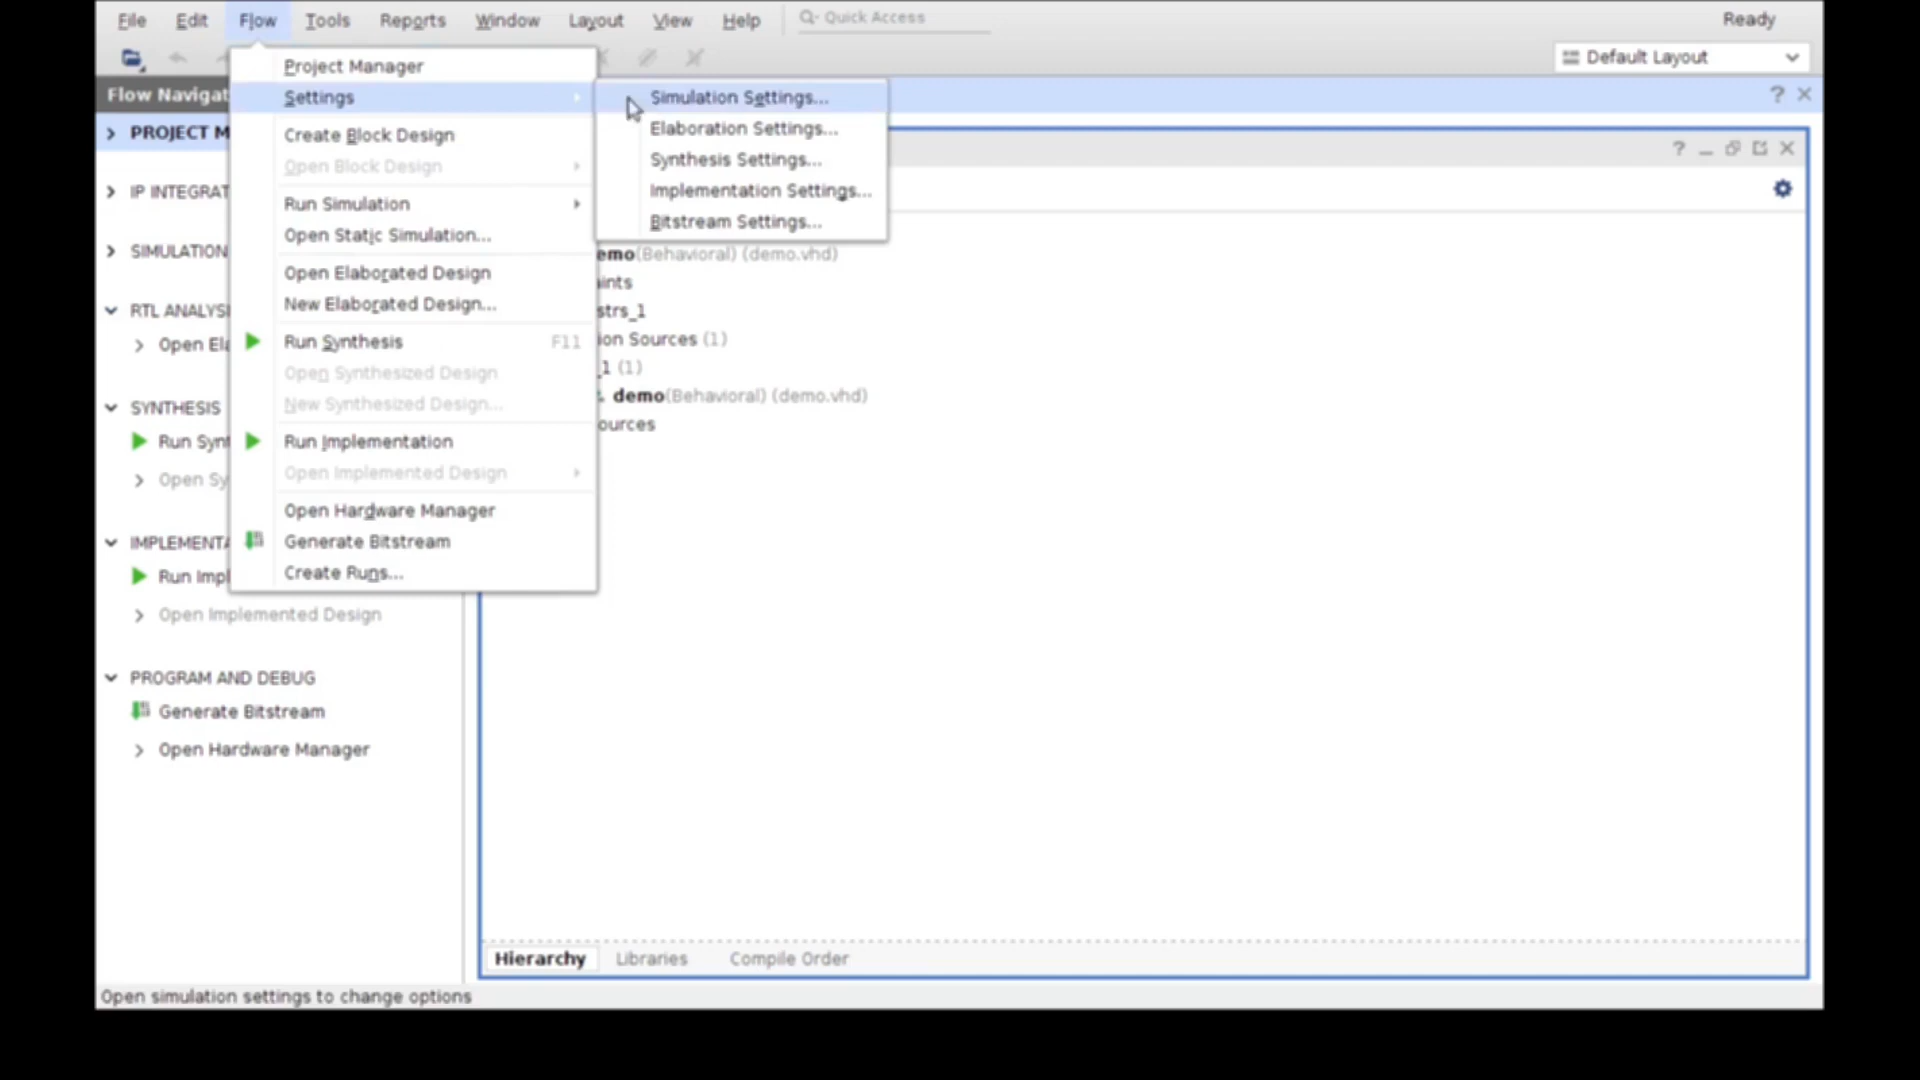 File Edit Flow Tools Reports Window Layout View Help Quick Access Ready
Default Layout
Flow Navigat
PROJECT M
IP INTEGRAT
SIMULATION
RTL ANALYSI
Open Ela
SYNTHESIS
Run Synt
Open Sy
IMPLEMENTA
Run Impl
Open Implemented Design
PROGRAM AND DEBUG
Generate Bitstream
Open Hardware Manager
Project Manager
Settings
Create Block Design
Open Block Design
Run Simulation
Open Static Simulation...
Open Elaborated Design
New Elaborated Design...
Run Synthesis F11
Open Synthesized Design
New Synthesized Design...
Run Implementation
Open Implemented Design
Open Hardware Manager
Generate Bitstream
Create Runs...
Simulation Settings...
Elaboration Settings...
Synthesis Settings...
Implementation Settings...
Bitstream Settings...
emo(Behavioral) (demo.vhd)
ints
strs_1
ion Sources (1)
_1 (1)
demo(Behavioral) (demo.vhd)
ources
Hierarchy Libraries Compile Order
Open simulation settings to change options